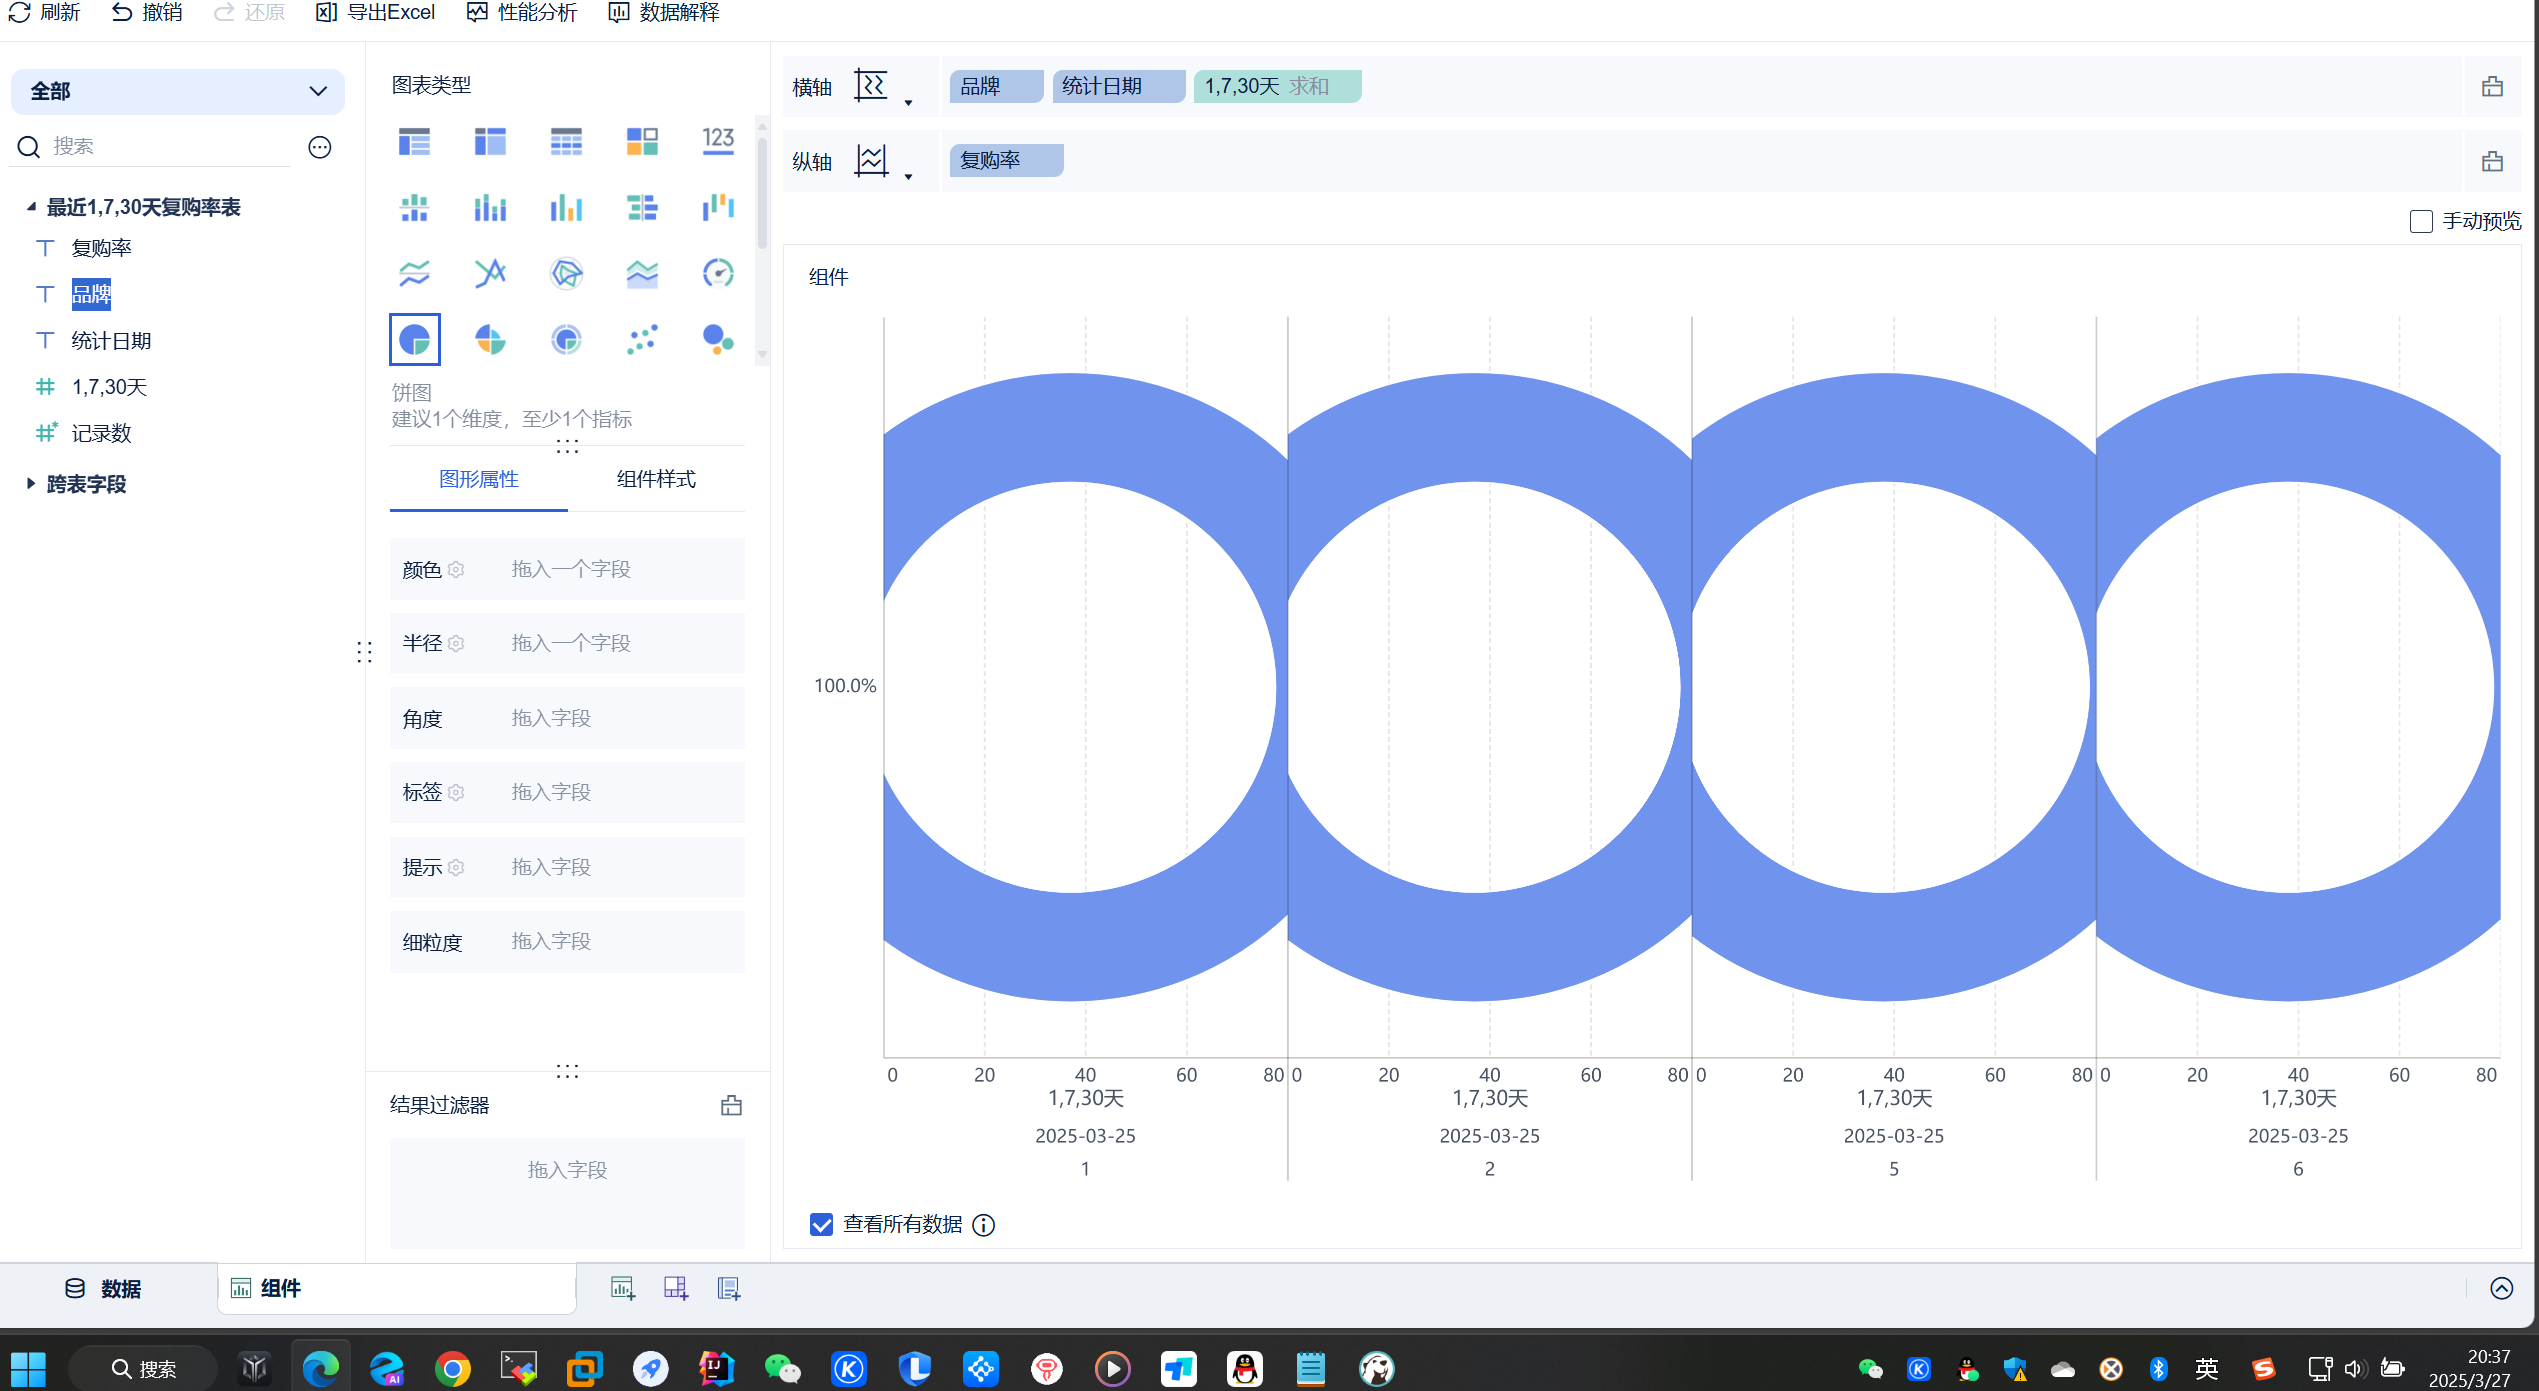 刷新 撤销 还原 导出Excel 性能分析 数据解释
全部
搜索
最近1,7,30天复购率表
复购率
品牌
统计日期
1,7,30天
记录数
跨表字段
图表类型
123
饼图
建议1个维度，至少1个指标
图形属性 组件样式
颜色 拖入一个字段
半径 拖入一个字段
角度 拖入字段
标签 拖入字段
提示 拖入字段
细粒度 拖入字段
结果过滤器
拖入字段
横轴 品牌 统计日期 1,7,30天 求和
纵轴 复购率
手动预览
组件
100.0%
0 20 40 60 80 0 20 40 60 80 0 20 40 60 80 0 20 40 60 80
1,7,30天 1,7,30天 1,7,30天 1,7,30天
2025-03-25 2025-03-25 2025-03-25 2025-03-25
1 2 5 6
查看所有数据
数据 组件
搜索 英 20:37
2025/3/27